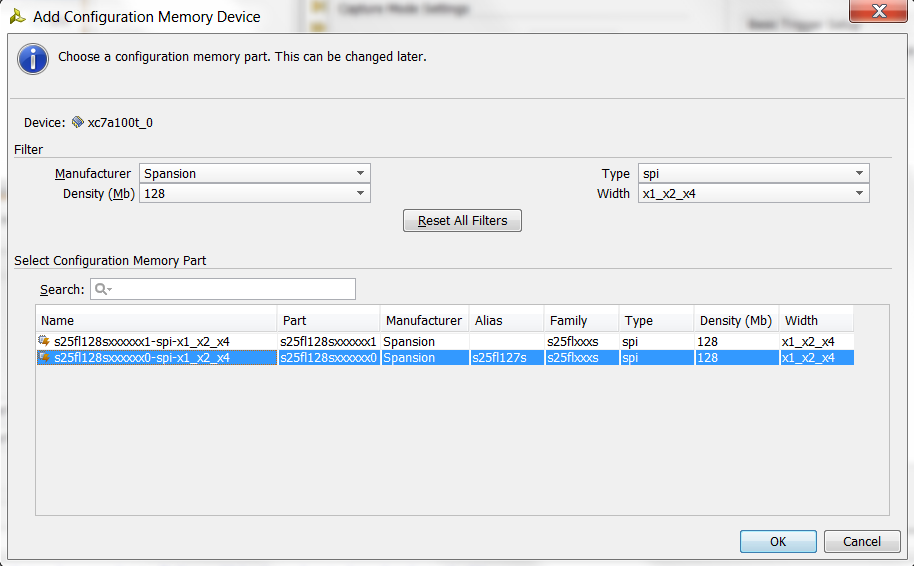 Add Configuration Memory Device
Capture Mode Settings
Choose a configuration memory part. This can be changed later.
Device: xc7a100t_0
Filter
Manufacturer Spansion Type spi
Density (Mb) 128 Width x1_x2_x4
Reset All Filters
Select Configuration Memory Part
Search:
Name Part Manufacturer Alias Family Type Density (Mb) Width
s25fl128sxxxxxx1-spi-x1_x2_x4 s25fl128sxxxxxx1 Spansion s25flxxxs spi 128 x1_x2_x4
s25fl128sxxxxxx0-spi-x1_x2_x4 s25fl128sxxxxxx0 Spansion s25fl127s s25flxxxs spi 128 x1_x2_x4
OK Cancel